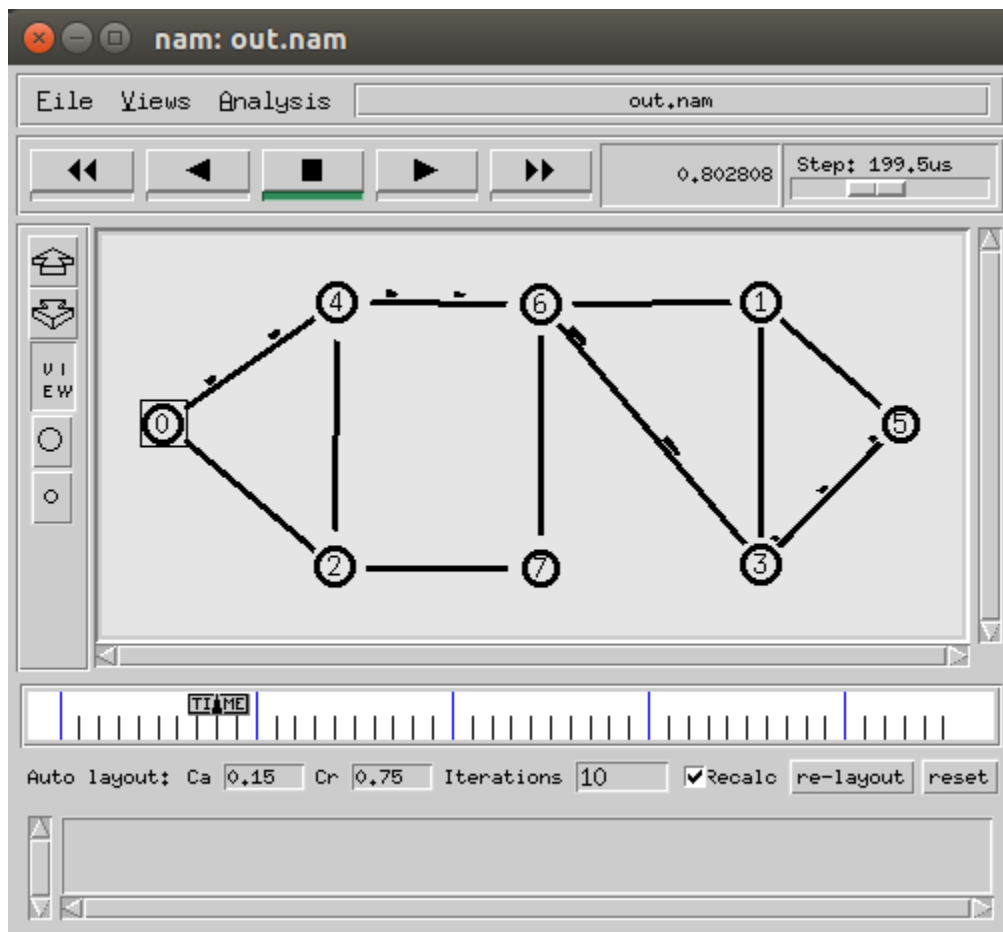 nam: out.nam
File Views Analysis out.nam
0.802808 Step: 199.5us
4 6 1
VIEW
0 5
2 7 3
TIME
Auto layout: Ca 0.15 Cr 0.75 Iterations 10 Recalc re-layout reset